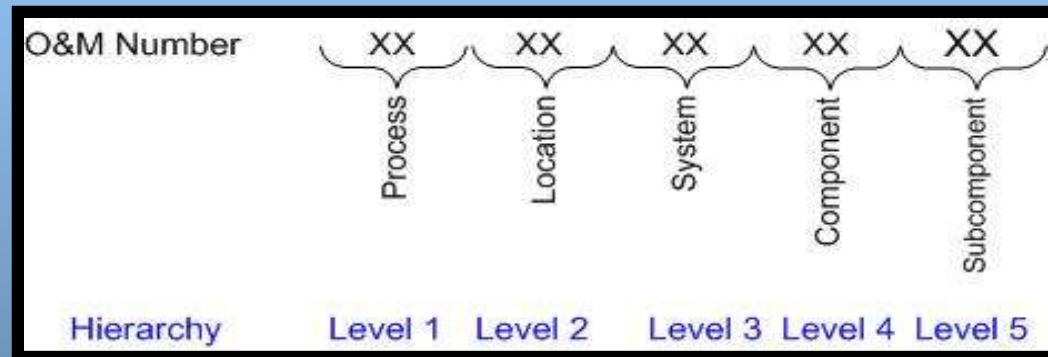 O&M Number XX XX XX XX XX
Process Location System Component Subcomponent
Hierarchy Level 1 Level 2 Level 3 Level 4 Level 5